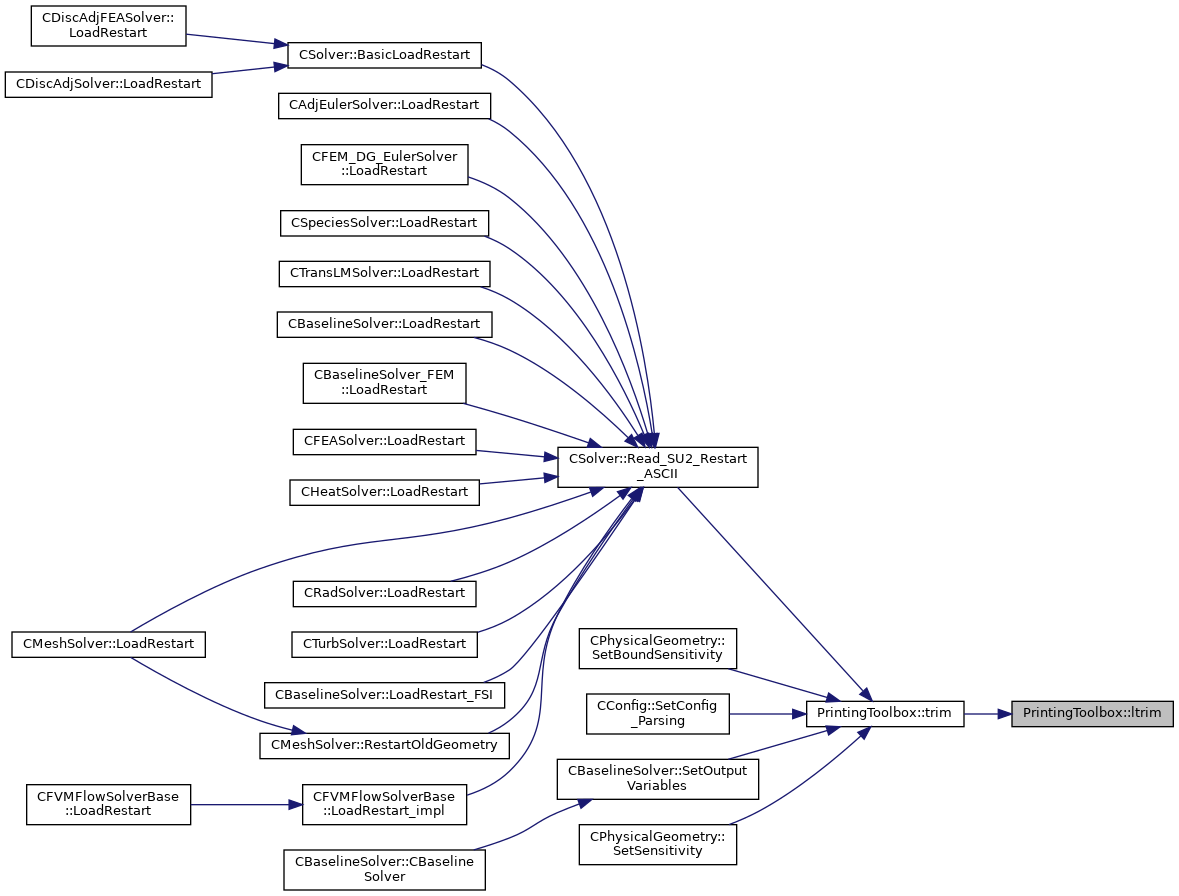 CDiscAdjFEASolver::
LoadRestart
CSolver::BasicLoadRestart
CDiscAdjSolver::LoadRestart
CAdjEulerSolver::LoadRestart
CFEM_DG_EulerSolver
::LoadRestart
CSpeciesSolver::LoadRestart
CTransLMSolver::LoadRestart
CBaselineSolver::LoadRestart
CBaselineSolver_FEM
::LoadRestart
CFEASolver::LoadRestart
CSolver::Read_SU2_Restart
_ASCII
CHeatSolver::LoadRestart
CRadSolver::LoadRestart
CMeshSolver::LoadRestart
CTurbSolver::LoadRestart
CPhysicalGeometry::
SetBoundSensitivity
CBaselineSolver::LoadRestart_FSI
CConfig::SetConfig
_Parsing
PrintingToolbox::trim
PrintingToolbox::ltrim
CMeshSolver::RestartOldGeometry
CBaselineSolver::SetOutput
Variables
CFVMFlowSolverBase
::LoadRestart
CFVMFlowSolverBase
::LoadRestart_impl
CPhysicalGeometry::
SetSensitivity
CBaselineSolver::CBaseline
Solver